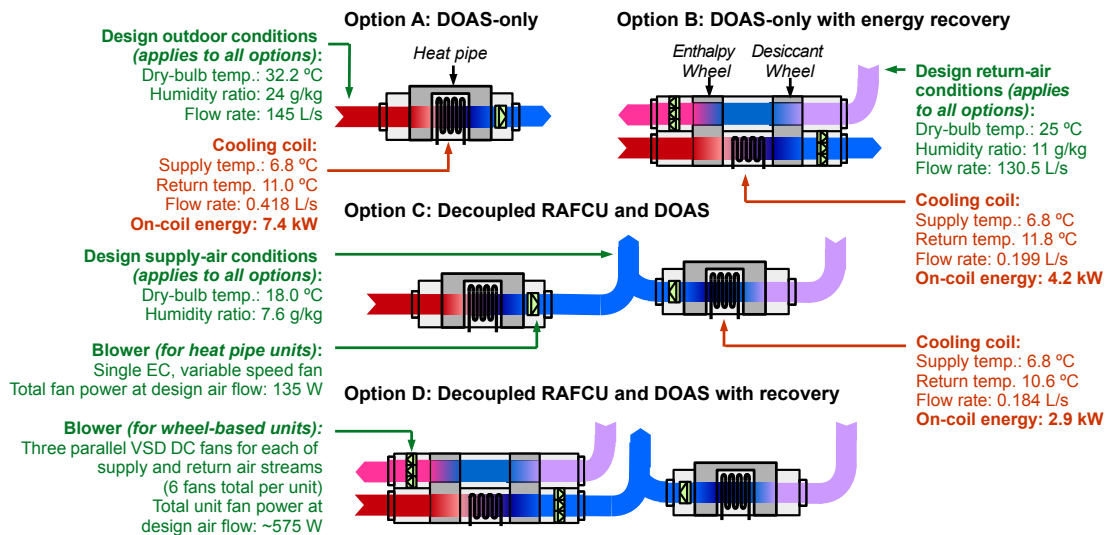 Option A: DOAS-only
Heat pipe
Design outdoor conditions
(applies to all options):
Dry-bulb temp.: 32.2 ºC
Humidity ratio: 24 g/kg
Flow rate: 145 L/s
Cooling coil:
Supply temp.: 6.8 ºC
Return temp. 11.0 ºC
Flow rate: 0.418 L/s
On-coil energy: 7.4 kW
Option B: DOAS-only with energy recovery
Enthalpy
Wheel
Desiccant
Wheel
Design return-air
conditions (applies
to all options):
Dry-bulb temp.: 25 ºC
Humidity ratio: 11 g/kg
Flow rate: 130.5 L/s
Cooling coil:
Supply temp.: 6.8 ºC
Return temp. 11.8 ºC
Flow rate: 0.199 L/s
On-coil energy: 4.2 kW
Option C: Decoupled RAFCU and DOAS
Design supply-air conditions
(applies to all options):
Dry-bulb temp.: 18.0 ºC
Humidity ratio: 7.6 g/kg
Blower (for heat pipe units):
Single EC, variable speed fan
Total fan power at design air flow: 135 W
Cooling coil:
Supply temp.: 6.8 ºC
Return temp. 10.6 ºC
Flow rate: 0.184 L/s
On-coil energy: 2.9 kW
Option D: Decoupled RAFCU and DOAS with recovery
Blower (for wheel-based units):
Three parallel VSD DC fans for each of
supply and return air streams
(6 fans total per unit)
Total unit fan power at
design air flow: ~575 W